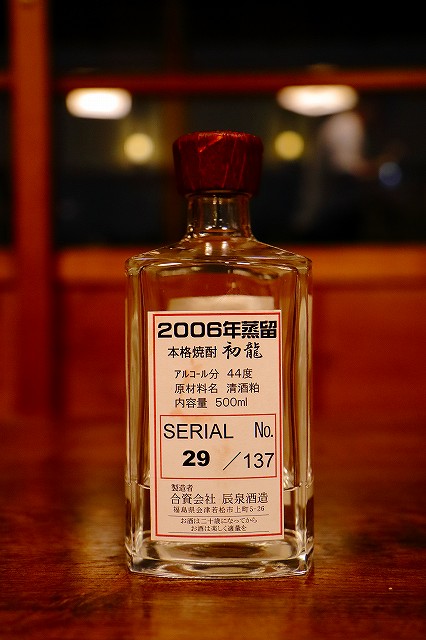 2006年蒸留
本格焼酎 初龍
アルコール分 44度
原材料名 清酒粕
内容量 500ml
SERIAL No.
29 /137
製造者
合資会社 辰泉酒造
福島県会津若松市上町5-26
お酒は二十歳になってから
お酒は楽しく適量を